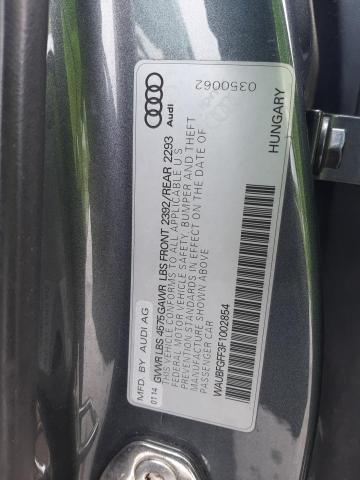 Audi
0350062
MFD. BY AUDI AG
HUNGARY
01.14 GVWR LBS 4575 GAWR LBS FRONT 2392/REAR 2293
THIS VEHICLE CONFORMS TO ALL APPLICABLE U S
FEDERAL MOTOR VEHICLE SAFETY, BUMPER AND THEFT
PREVENTION STANDARDS IN EFFECT ON THE DATE OF
MANUFACTURE SHOWN ABOVE
PASSENGER CAR
WAUBFGFF3F1002854